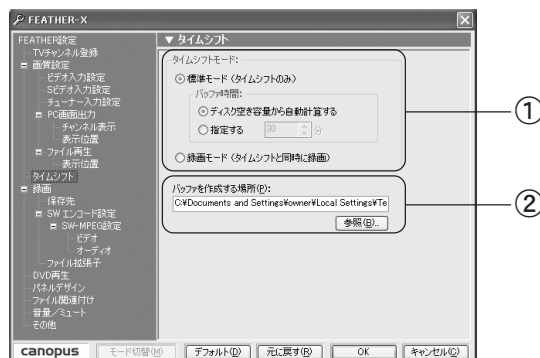 FEATHER-X
FEATHER設定
TVチャンネル登録
画質設定
ビデオ入力設定
Sビデオ入力設定
チューナー入力設定
PC画面出力
チャンネル表示
表示位置
ファイル再生
表示位置
タイムシフト
録画
保存先
SWエンコード設定
SW-MPEG設定
ビデオ
オーディオ
ファイル拡張子
DVD再生
パネルデザイン
ファイル関連付け
音量/ミュート
その他
▼ タイムシフト
タイムシフトモード:
標準モード(タイムシフトのみ)
バッファ時間:
ディスク空き容量から自動計算する
指定する 30 分
録画モード(タイムシフトと同時に録画)
①
バッファを作成する場所(P):
C:¥Documents and Settings¥owner¥Local Settings¥Te
参照(B)...
②
canopus モード切替(M) デフォルト(D) 元に戻す(R) OK キャンセル(C)